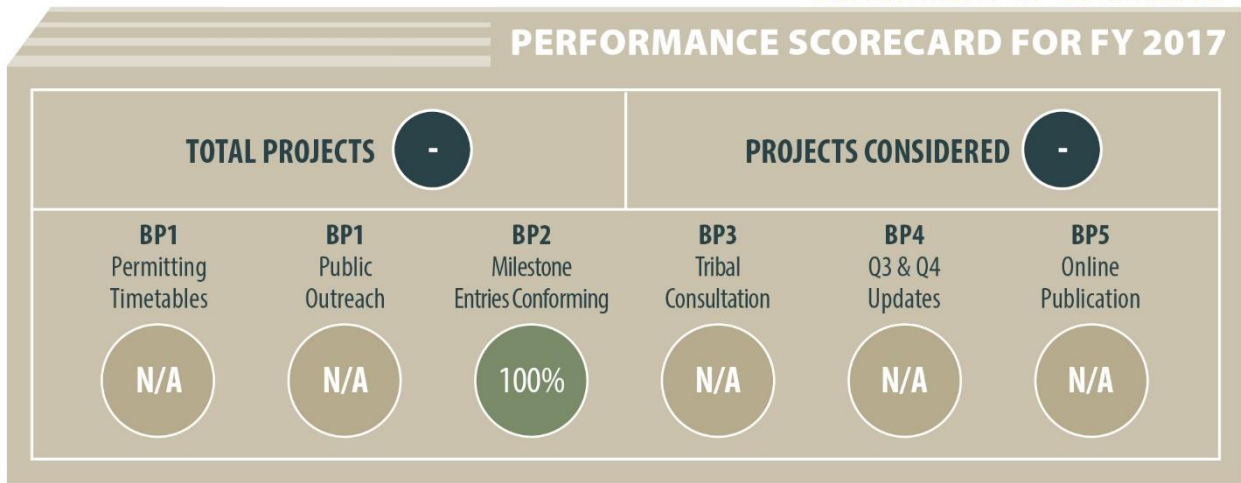 PERFORMANCE SCORECARD FOR FY 2017
TOTAL PROJECTS -
PROJECTS CONSIDERED -
BP1
Permitting
Timetables
N/A
BP1
Public
Outreach
N/A
BP2
Milestone
Entries Conforming
100%
BP3
Tribal
Consultation
N/A
BP4
Q3 & Q4
Updates
N/A
BP5
Online
Publication
N/A